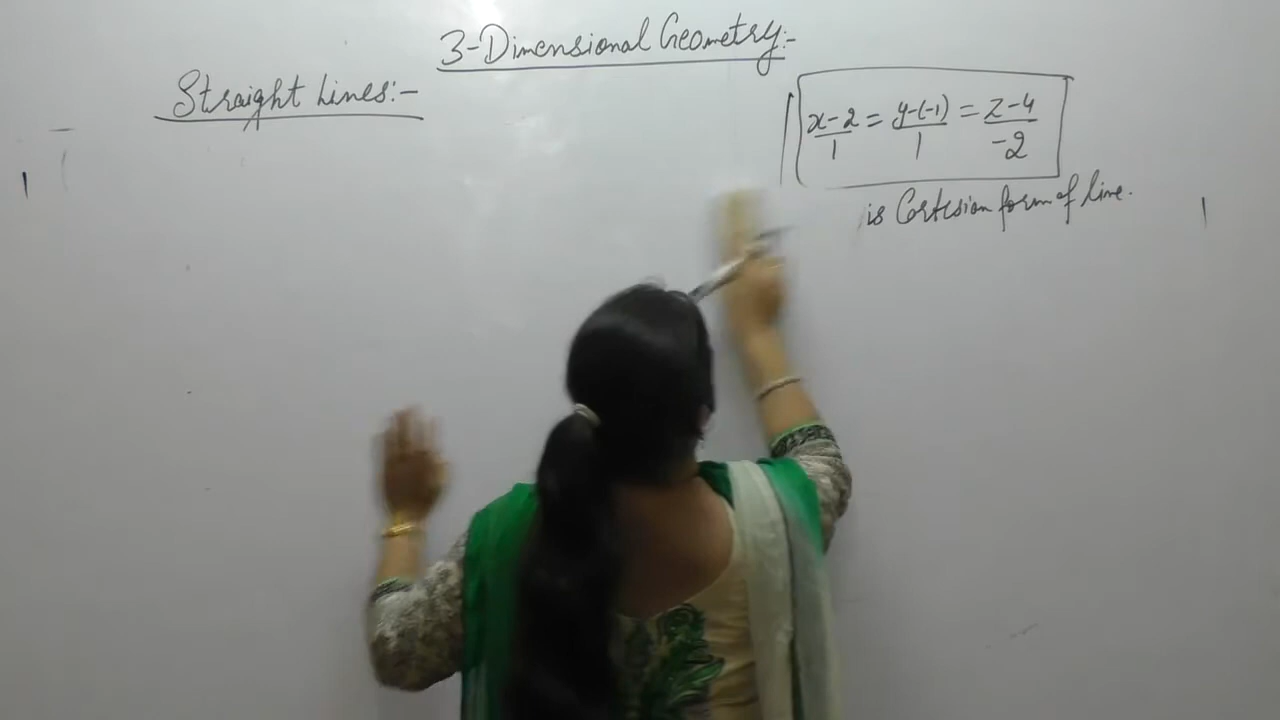 3-Dimensional Geometry:-
Straight Lines:-
x-2/1 = y-(-1)/1 = z-4/-2
is Cartesian form of line.